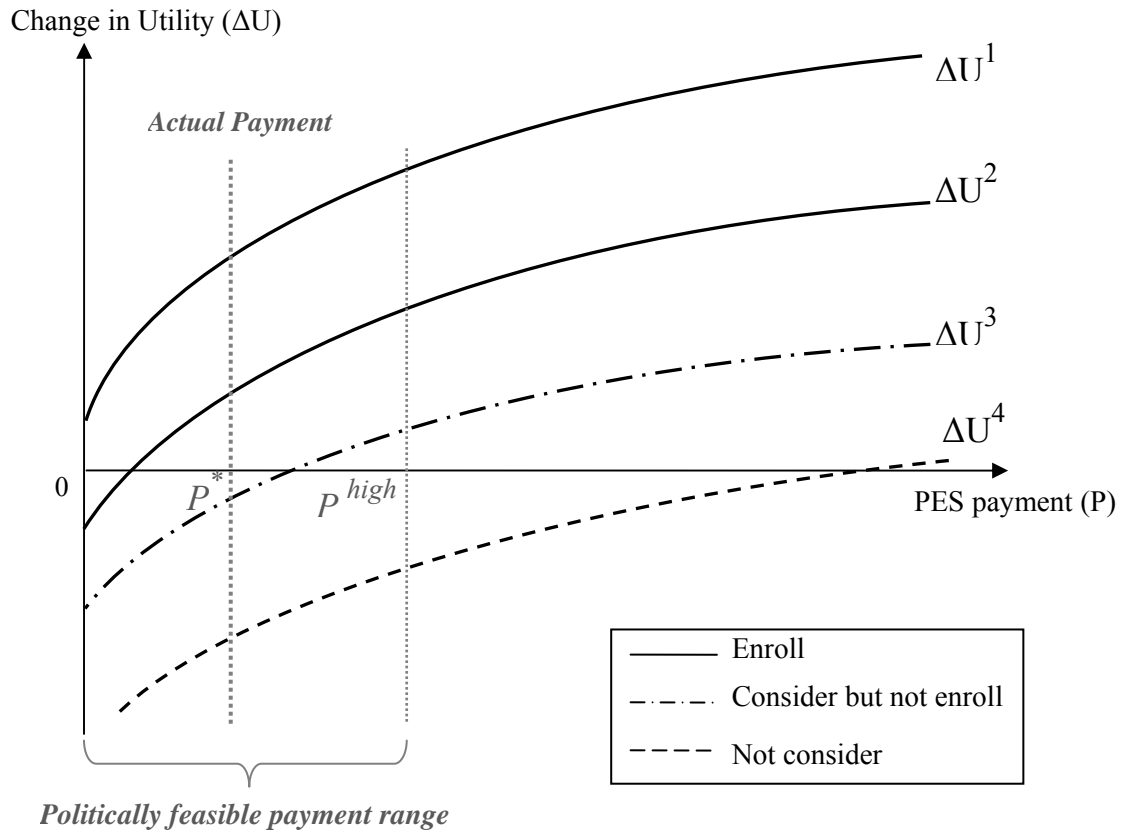 Change in Utility (ΔU)
ΔU¹
Actual Payment
ΔU²
ΔU³
ΔU⁴
0
P*
P high
PES payment (P)
Enroll
Consider but not enroll
Not consider
Politically feasible payment range